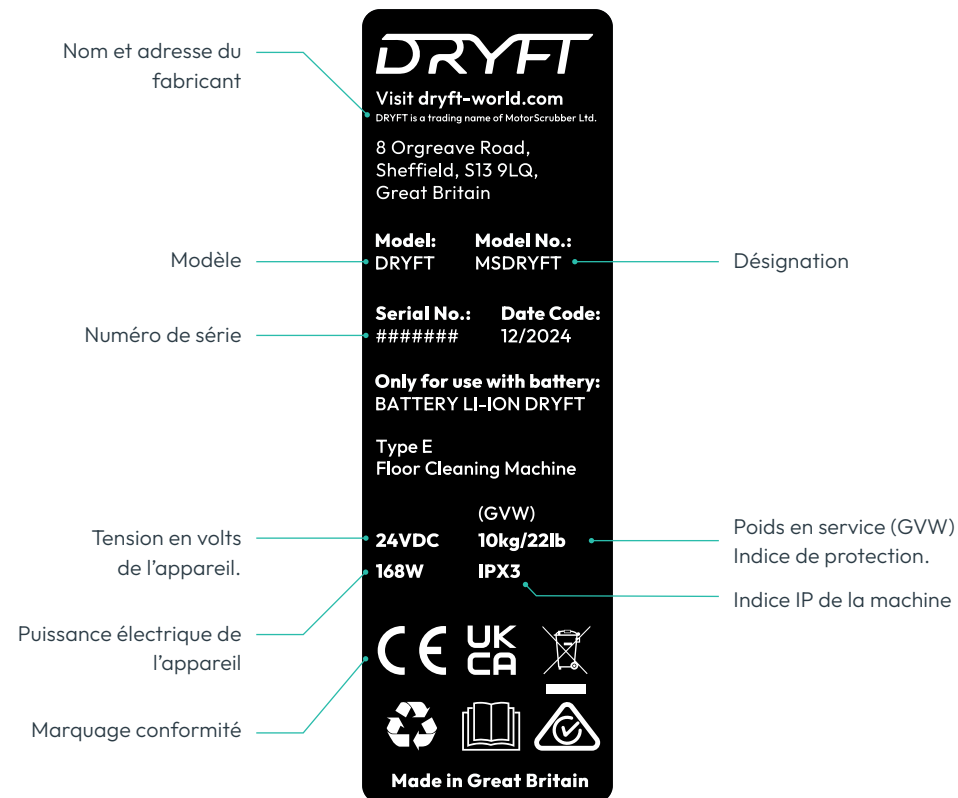 Nom et adresse du
fabricant
Modèle
Numéro de série
Tension en volts
de l'appareil.
Puissance électrique de
l'appareil
Marquage conformité
DRYFT
Visit dryft-world.com
DRYFT is a trading name of MotorScrubber Ltd.
8 Orgreave Road,
Sheffield, S13 9LQ,
Great Britain
Model: Model No.:
DRYFT MSDRYFT
Serial No.: Date Code:
####### 12/2024
Only for use with battery:
BATTERY LI-ION DRYFT
Type E
Floor Cleaning Machine
(GVW)
24VDC 10kg/22lb
168W IPX3
CE UK
CA
Made in Great Britain
Désignation
Poids en service (GVW)
Indice de protection.
Indice IP de la machine